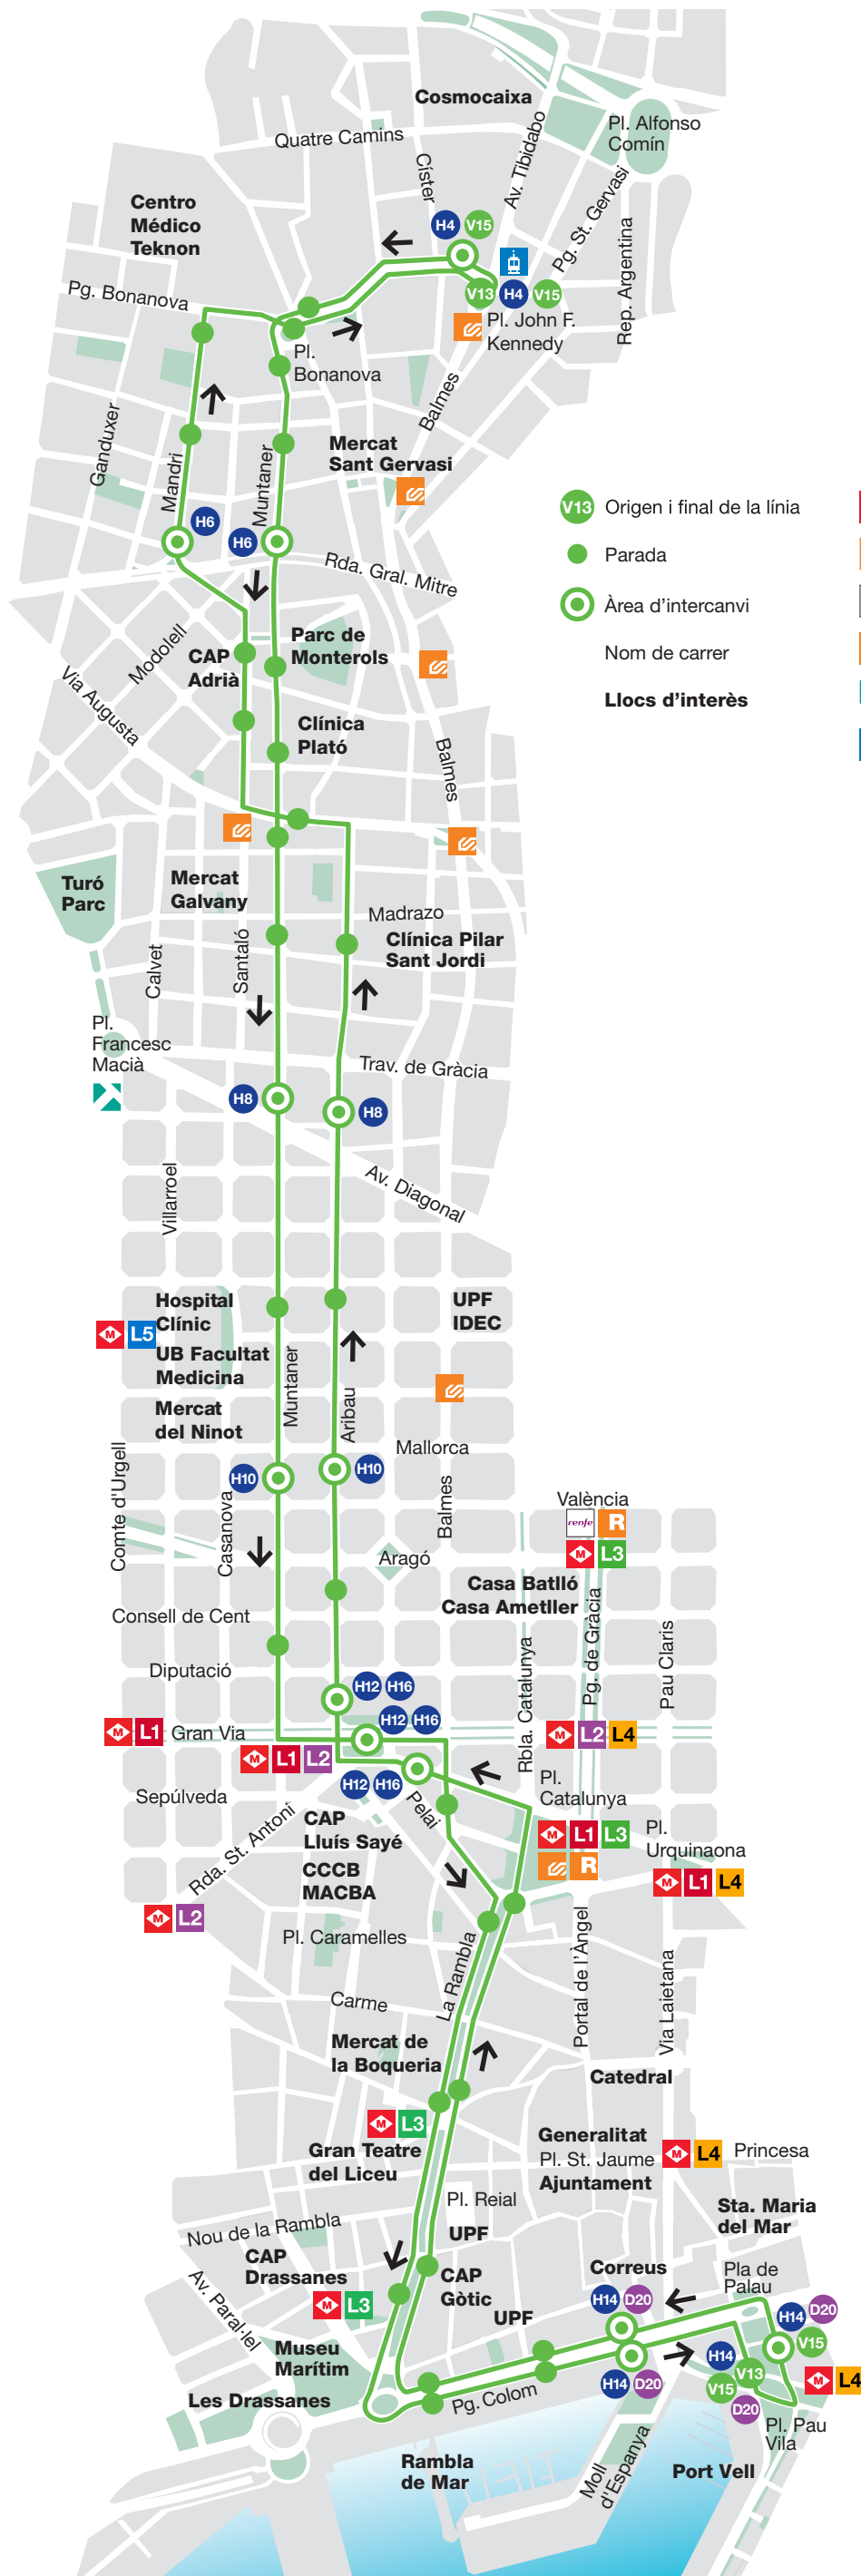 Cosmocaixa
Pl. Alfonso
Comín
Quatre Camins
Císter
Av. Tibidabo
Pg. St. Gervasi
Rep. Argentina
Centro
Médico
Teknon
H4 V15
Pg. Bonanova
V13 H4 V15
Pl. John F.
Kennedy
Pl.
Bonanova
Balmes
Ganduxer
Mandri
Muntaner
Mercat
Sant Gervasi
V13 Origen i final de la línia
Parada
Àrea d'intercanvi
Nom de carrer
Llocs d'interès
H6
H6
Rda. Gral. Mitre
Modolell
Via Augusta
CAP
Adrià
Parc de
Monterols
Clínica
Plató
Balmes
Turó
Parc
Mercat
Galvany
Madrazo
Clínica Pilar
Sant Jordi
Calvet
Santaló
Pl.
Francesc
Macià
Trav. de Gràcia
H8
H8
Av. Diagonal
Villarroel
Hospital
Clínic
M L5
UB Facultat
Medicina
Mercat
del Ninot
UPF
IDEC
Muntaner
Aribau
Mallorca
Comte d'Urgell
Casanova
H10
H10
Balmes
València
renfe R
M L3
Aragó
Casa Batlló
Casa Ametller
Consell de Cent
Diputació
Rbla. Catalunya
Pg. de Gràcia
Pau Claris
H12 H16
H12 H16
M L1 Gran Via
M L1 L2
M L2 L4
H12 H16
Sepúlveda
Pelai
Pl.
Catalunya
M L1 L3
R
Pl.
Urquinaona
M L1 L4
Rda. St. Antoni
CAP
Lluís Sayé
CCCB
MACBA
M L2
Pl. Caramelles
La Rambla
Portal de l'Àngel
Via Laietana
Carme
Mercat de
la Boqueria
Catedral
M L3
Gran Teatre
del Liceu
Generalitat
Pl. St. Jaume
Ajuntament
M L4 Princesa
Pl. Reial
UPF
Sta. Maria
del Mar
Nou de la Rambla
CAP
Drassanes
M L3
Av. Paral·lel
CAP
Gòtic
UPF
Correus
H14 D20
Pla de
Palau
H14 D20
V15
Museu
Marítim
Les Drassanes
H14 D20
H14
V15 V13
D20
M L4
Pg. Colom
Pl. Pau
Vila
Rambla
de Mar
Moll
d'Espanya
Port Vell